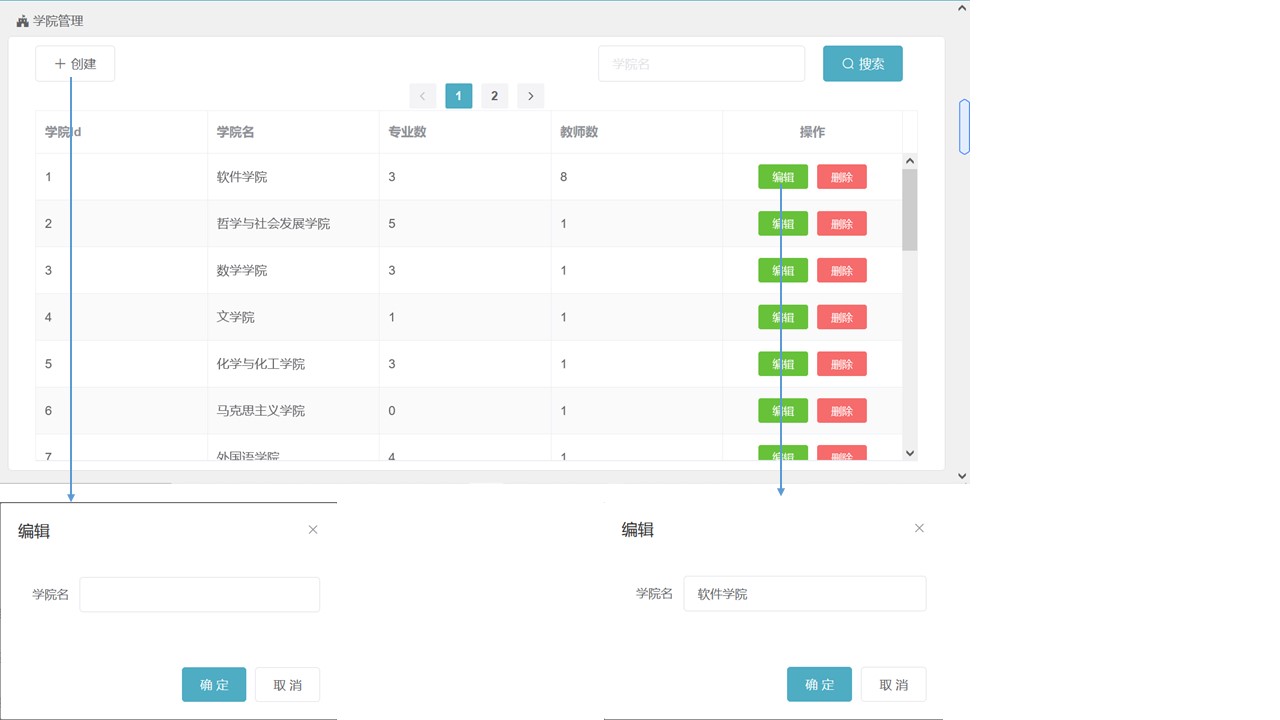 学院管理
创建
学院名
搜索
1 2
学院Id 学院名 专业数 教师数 操作
1 软件学院 3 8 编辑 删除
2 哲学与社会发展学院 5 1 编辑 删除
3 数学学院 3 1 编辑 删除
4 文学院 1 1 编辑 删除
5 化学与化工学院 3 1 编辑 删除
6 马克思主义学院 0 1 编辑 删除
7 外国语学院 4 1 编辑 删除
编辑
学院名
确定 取消
编辑
学院名 软件学院
确定 取消